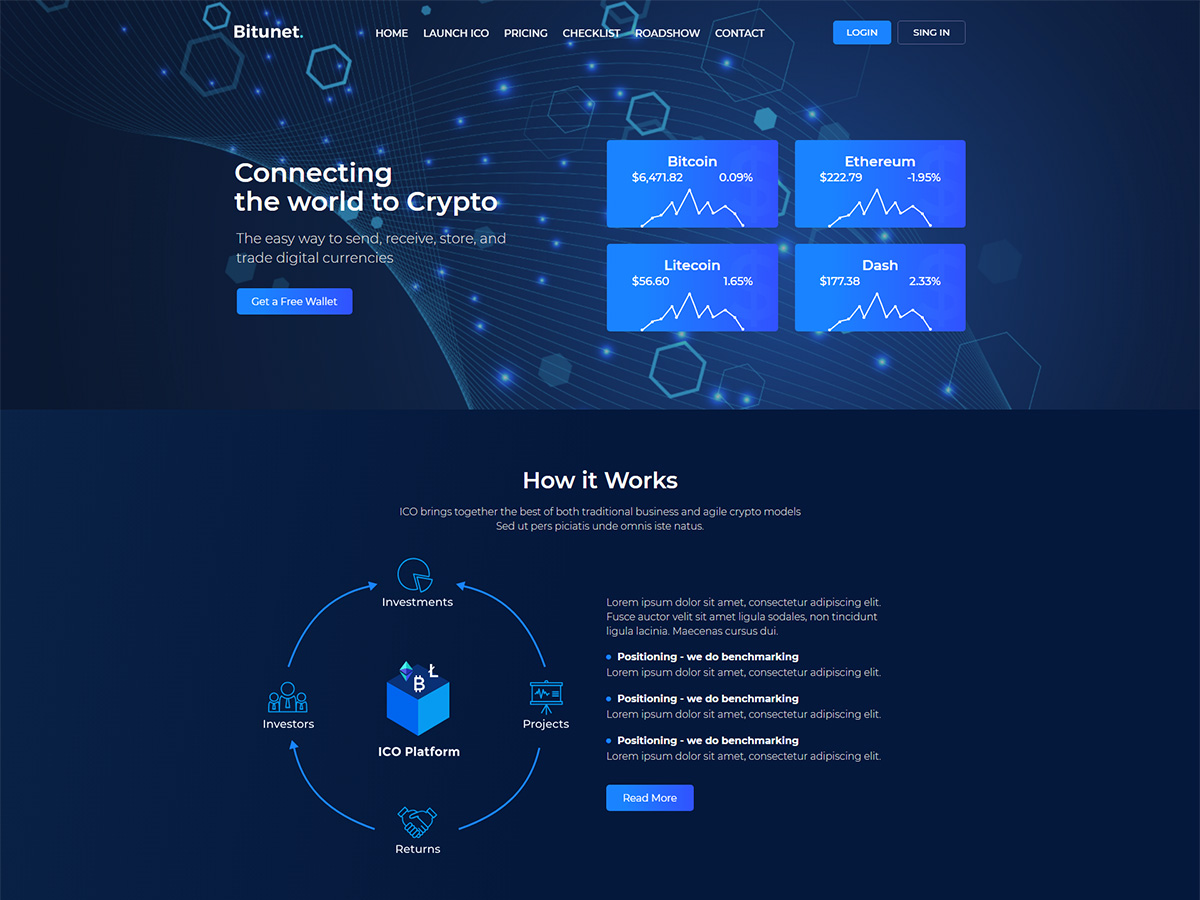 Bitunet.
HOME LAUNCH ICO PRICING CHECKLIST ROADSHOW CONTACT
LOGIN
SING IN
Connecting
the world to Crypto
The easy way to send, receive, store, and
trade digital currencies
Get a Free Wallet
Bitcoin
$6,471.82 0.09%
Ethereum
$222.79 -1.95%
Litecoin
$56.60 1.65%
Dash
$177.38 2.33%
How it Works
ICO brings together the best of both traditional business and agile crypto models
Sed ut pers piciatis unde omnis iste natus.
Investments
Investors
ICO Platform
Projects
Returns
Lorem ipsum dolor sit amet, consectetur adipiscing elit.
Fusce auctor velit sit amet ligula sodales, non tincidunt
ligula lacinia. Maecenas cursus dui.
Positioning - we do benchmarking
Lorem ipsum dolor sit amet, consectetur adipiscing elit.
Positioning - we do benchmarking
Lorem ipsum dolor sit amet, consectetur adipiscing elit.
Positioning - we do benchmarking
Lorem ipsum dolor sit amet, consectetur adipiscing elit.
Read More